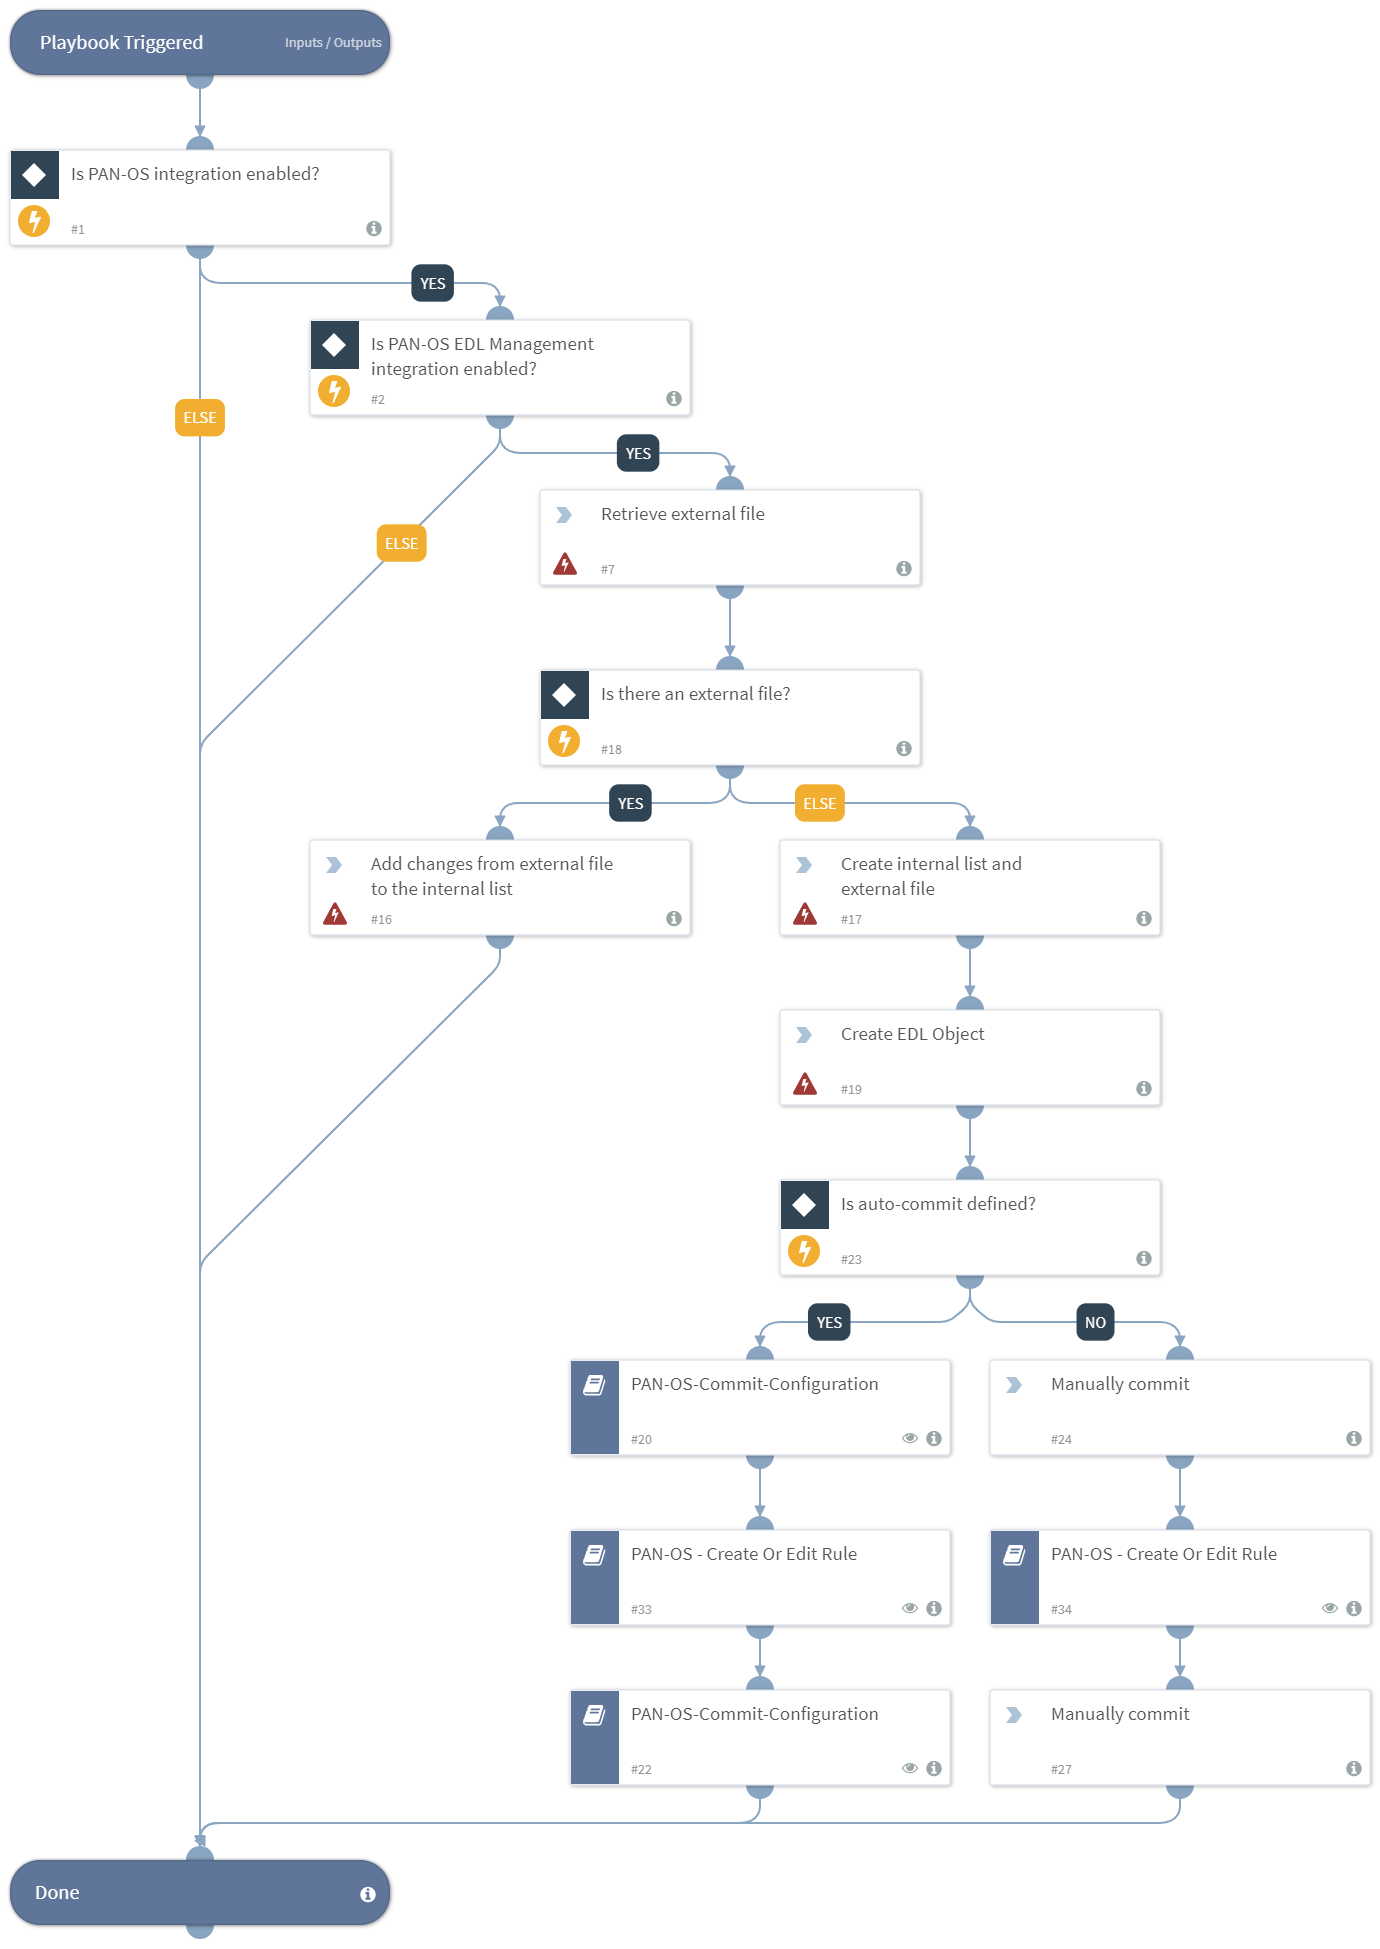 Playbook Triggered
Inputs / Outputs
Is PAN-OS integration enabled?
#1
YES
Is PAN-OS EDL Management
integration enabled?
#2
ELSE
YES
Retrieve external file
#7
ELSE
Is there an external file?
#18
YES
ELSE
Add changes from external file
to the internal list
#16
Create internal list and
external file
#17
Create EDL Object
#19
Is auto-commit defined?
#23
YES
NO
PAN-OS-Commit-Configuration
#20
Manually commit
#24
PAN-OS - Create Or Edit Rule
#33
PAN-OS - Create Or Edit Rule
#34
PAN-OS-Commit-Configuration
#22
Manually commit
#27
Done